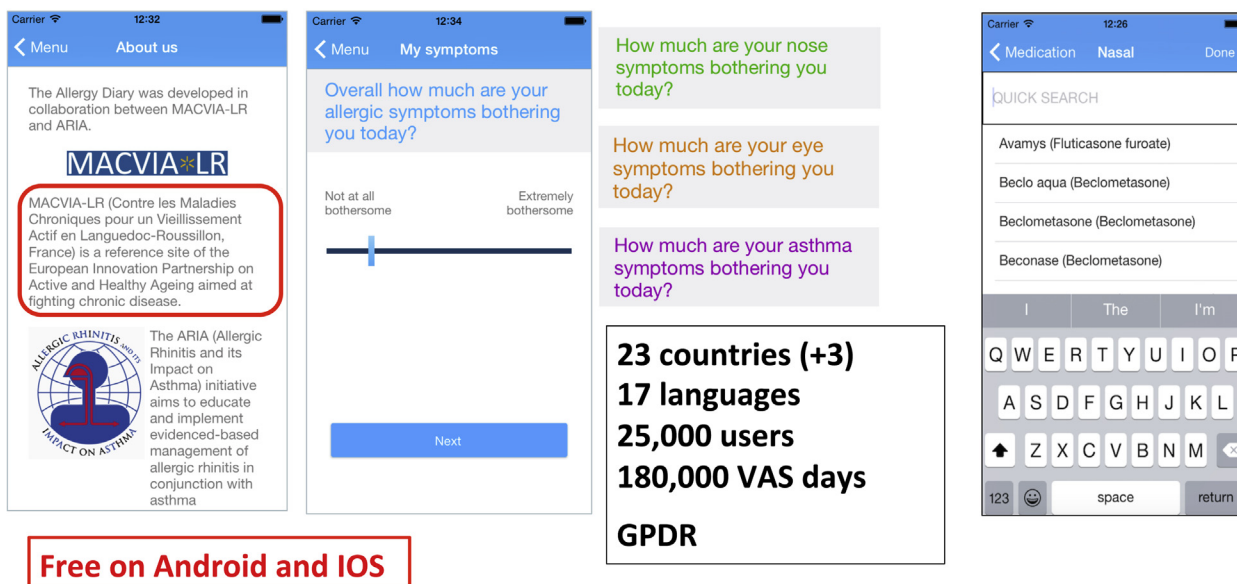 Carrier 12:32
Menu About us
The Allergy Diary was developed in
collaboration between MACVIA-LR
and ARIA.
MACVIA LR
MACVIA-LR (Contre les Maladies
Chroniques pour un Vieillissement
Actif en Languedoc-Roussillon,
France) is a reference site of the
European Innovation Partnership on
Active and Healthy Ageing aimed at
fighting chronic disease.
ALLERGIC RHINITIS AND ITS
IMPACT ON ASTHMA
The ARIA (Allergic
Rhinitis and its
Impact on
Asthma) initiative
aims to educate
and implement
evidenced-based
management of
allergic rhinitis in
conjunction with
asthma
Free on Android and IOS
Carrier 12:34
Menu My symptoms
Overall how much are your
allergic symptoms bothering
you today?
Not at all
bothersome
Extremely
bothersome
Next
How much are your nose
symptoms bothering you
today?
How much are your eye
symptoms bothering you
today?
How much are your asthma
symptoms bothering you
today?
23 countries (+3)
17 languages
25,000 users
180,000 VAS days
GPDR
Carrier 12:26
Medication Nasal Done
QUICK SEARCH
Avamys (Fluticasone furoate)
Beclo aqua (Beclometasone)
Beclometasone (Beclometasone)
Beconase (Beclometasone)
I The I'm
Q W E R T Y U I O P
A S D F G H J K L
Z X C V B N M
123 space return